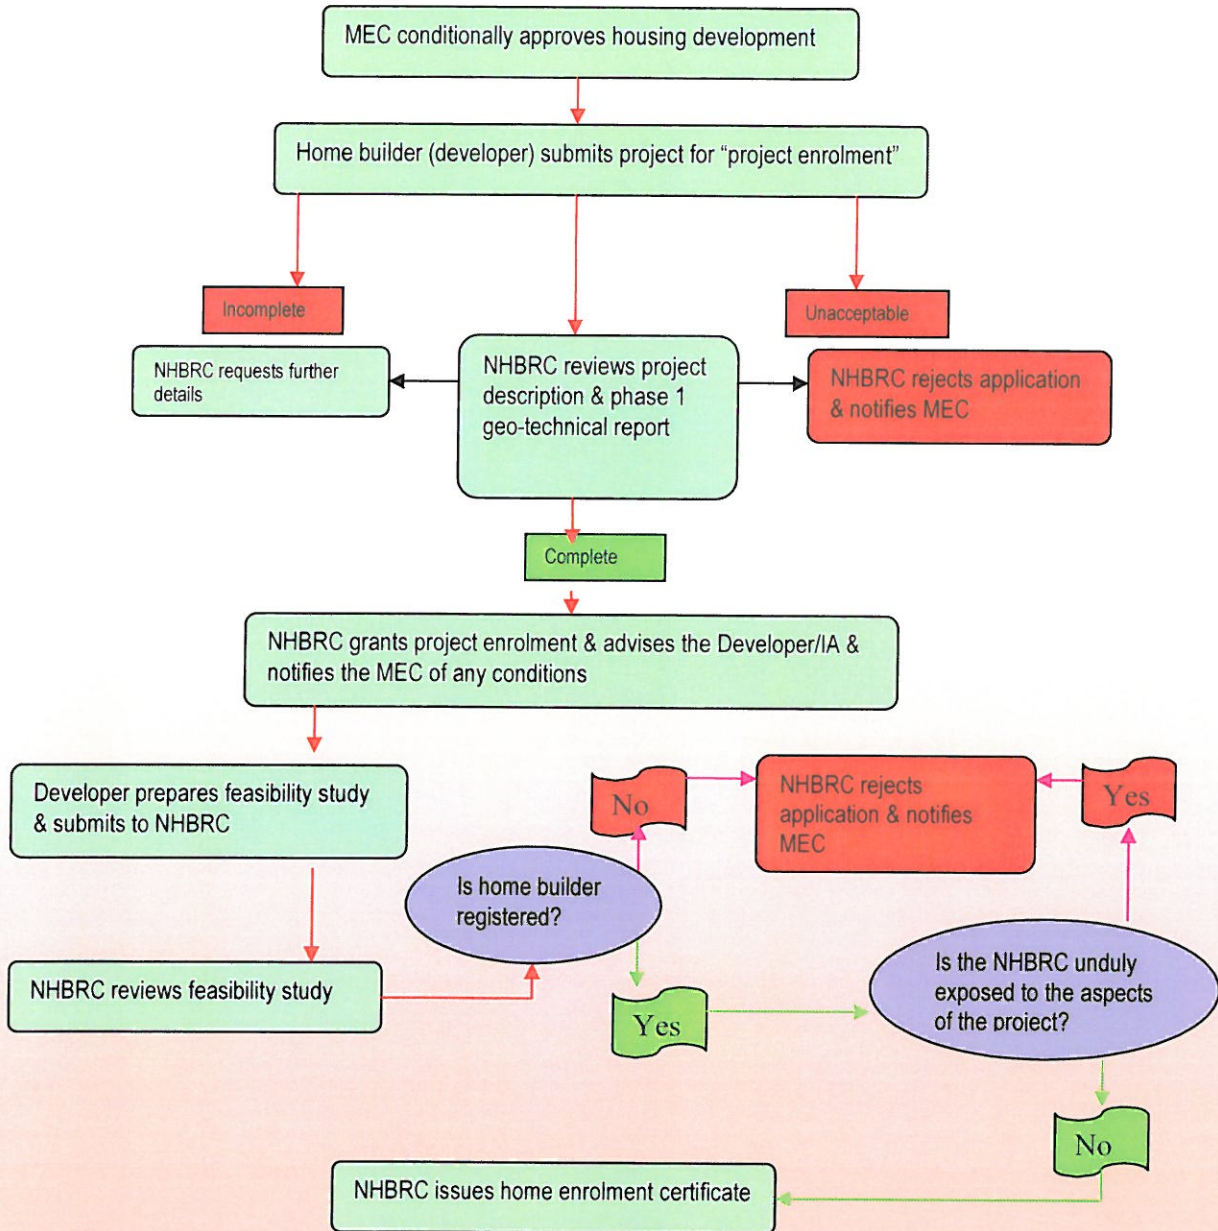 MEC conditionally approves housing development
Home builder (developer) submits project for “project enrolment”
Incomplete
Unacceptable
NHBRC requests further
details
NHBRC reviews project
description & phase 1
geo-technical report
NHBRC rejects application
& notifies MEC
Complete
NHBRC grants project enrolment & advises the Developer/IA &
notifies the MEC of any conditions
Developer prepares feasibility study
& submits to NHBRC
No
NHBRC rejects
application & notifies
MEC
Yes
Is home builder
registered?
NHBRC reviews feasibility study
Is the NHBRC unduly
exposed to the aspects
of the project?
Yes
No
NHBRC issues home enrolment certificate